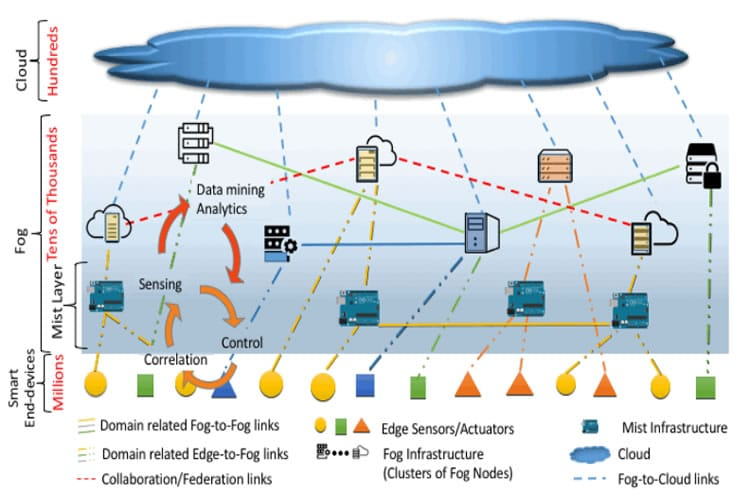 Cloud
Hundreds
Fog
Tens of Thousands
Mist Layer
Smart
End-devices
Millions
Data mining
Analytics
Sensing
Control
Correlation
Domain related Fog-to-Fog links
Domain related Edge-to-Fog links
Collaboration/Federation links
Edge Sensors/Actuators
Fog Infrastructure
(Clusters of Fog Nodes)
Mist Infrastructure
Cloud
Fog-to-Cloud links